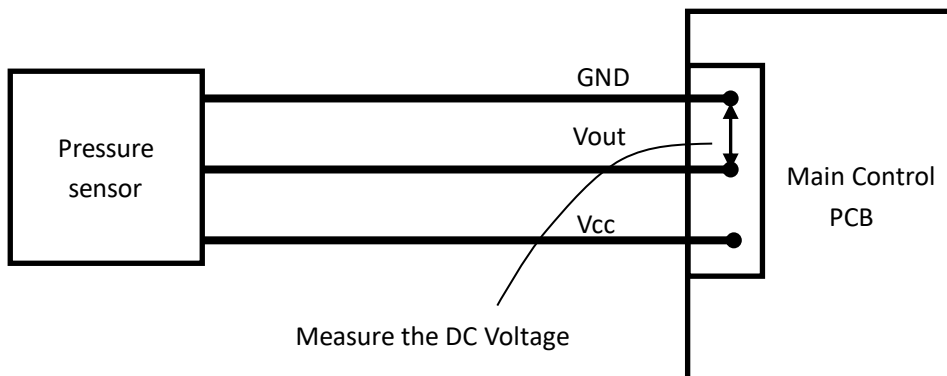 GND
Pressure
sensor
Vout
Main Control
PCB
Vcc
Measure the DC Voltage